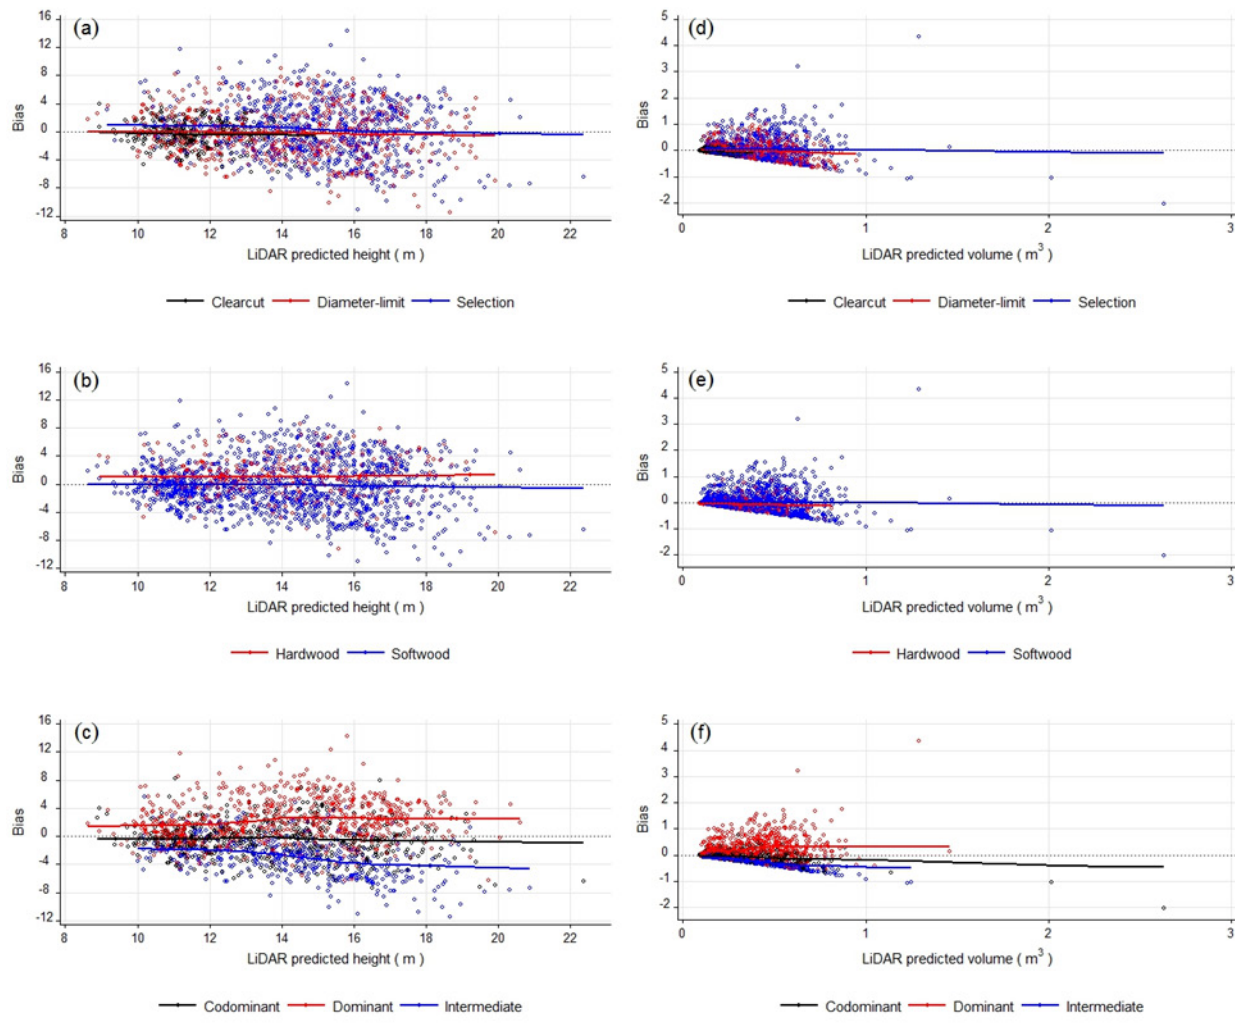 (a)
16
12
8
4
0
-4
-8
-12
Bias
8 10 12 14 16 18 20 22
LiDAR predicted height ( m )
Clearcut Diameter-limit Selection
(d)
5
4
3
2
1
0
-1
-2
Bias
0 1 2 3
LiDAR predicted volume ( m³ )
Clearcut Diameter-limit Selection
(b)
16
12
8
4
0
-4
-8
-12
Bias
8 10 12 14 16 18 20 22
LiDAR predicted height ( m )
Hardwood Softwood
(e)
5
4
3
2
1
0
-1
-2
Bias
0 1 2 3
LiDAR predicted volume ( m³ )
Hardwood Softwood
(c)
16
12
8
4
0
-4
-8
-12
Bias
8 10 12 14 16 18 20 22
LiDAR predicted height ( m )
Codominant Dominant Intermediate
(f)
5
4
3
2
1
0
-1
-2
Bias
0 1 2 3
LiDAR predicted volume ( m³ )
Codominant Dominant Intermediate